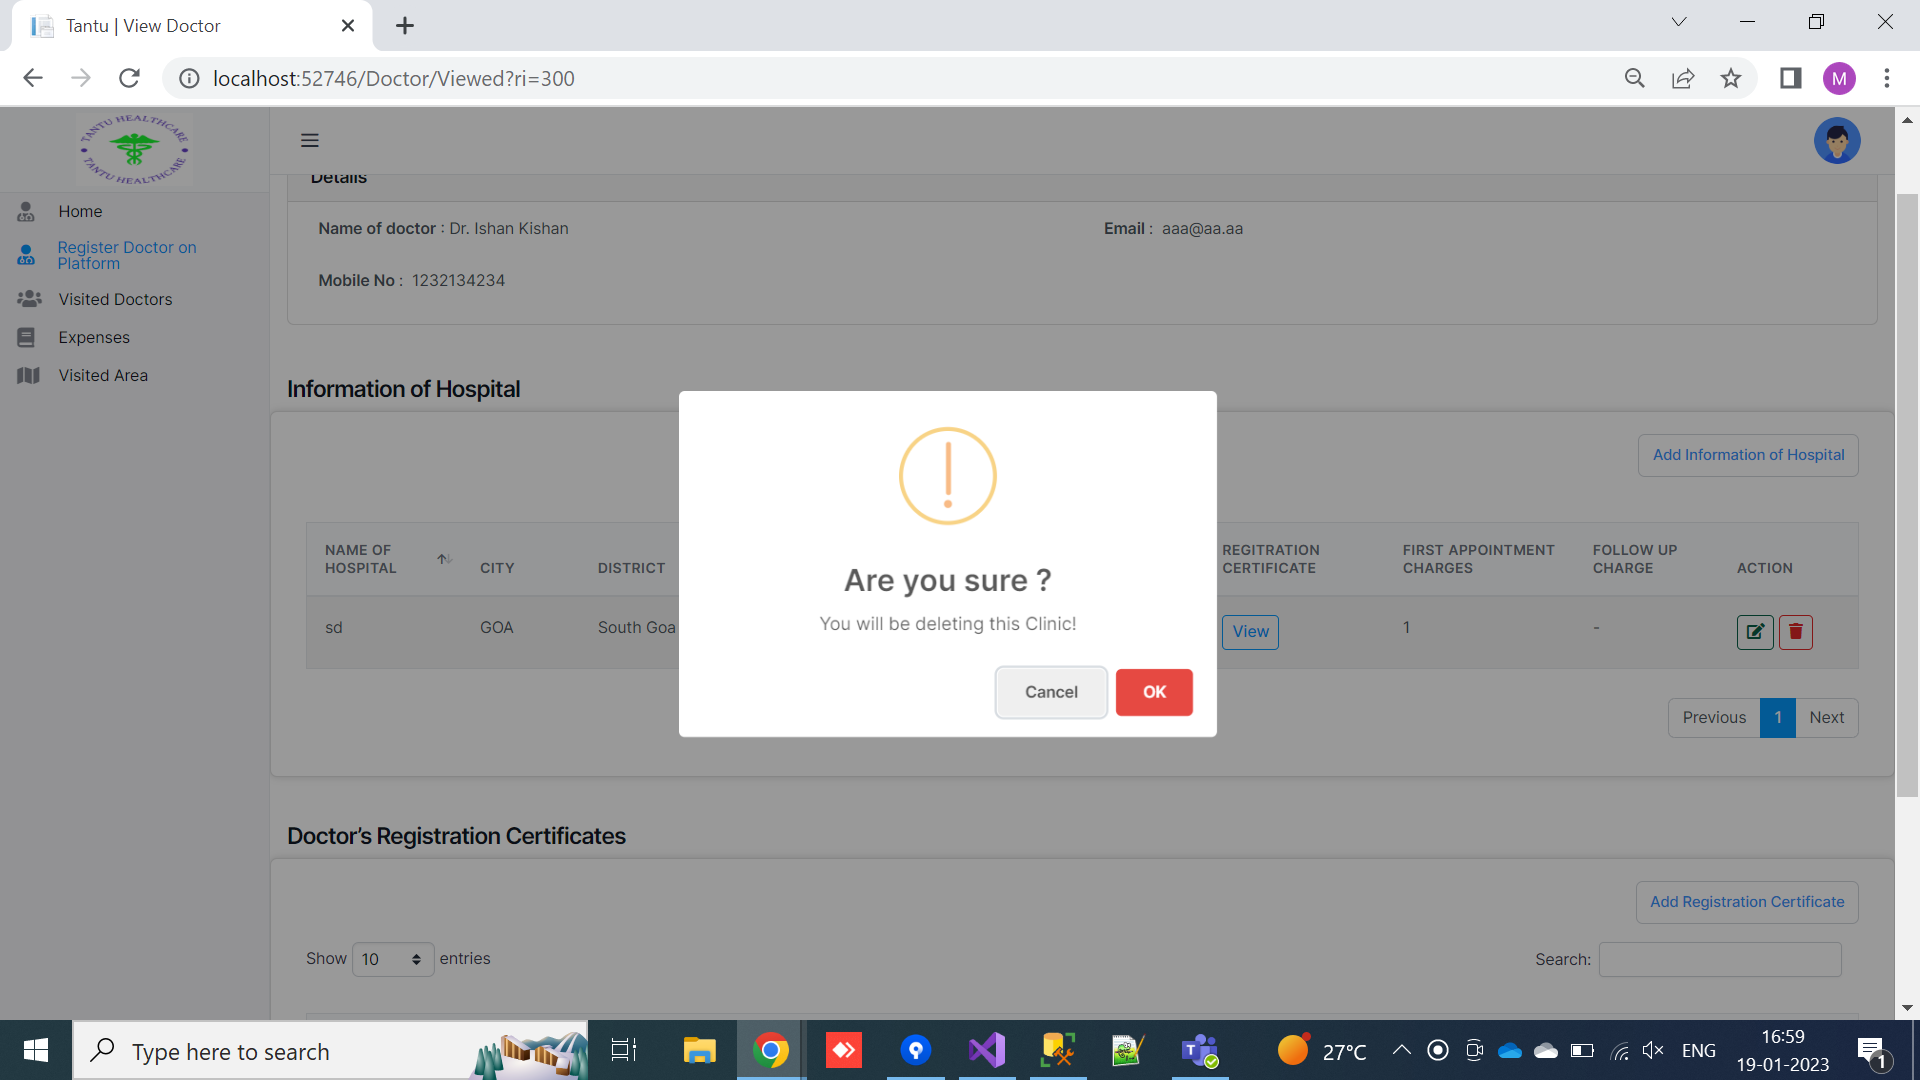 Tantu | View Doctor
localhost:52746/Doctor/Viewed?ri=300
M
TANTU HEALTHCARE
TANTU HEALTHCARE
Home
Register Doctor on
Platform
Visited Doctors
Expenses
Visited Area
Details
Name of doctor : Dr. Ishan Kishan
Email : aaa@aa.aa
Mobile No : 1232134234
Information of Hospital
Add Information of Hospital
NAME OF
HOSPITAL
CITY
DISTRICT
REGITRATION
CERTIFICATE
FIRST APPOINTMENT
CHARGES
FOLLOW UP
CHARGE
ACTION
sd
GOA
South Goa
View
1
-
Are you sure ?
You will be deleting this Clinic!
Cancel
OK
Previous
1
Next
Doctor’s Registration Certificates
Add Registration Certificate
Show 10 entries
Search:
Type here to search
27°C
ENG
16:59
19-01-2023
1